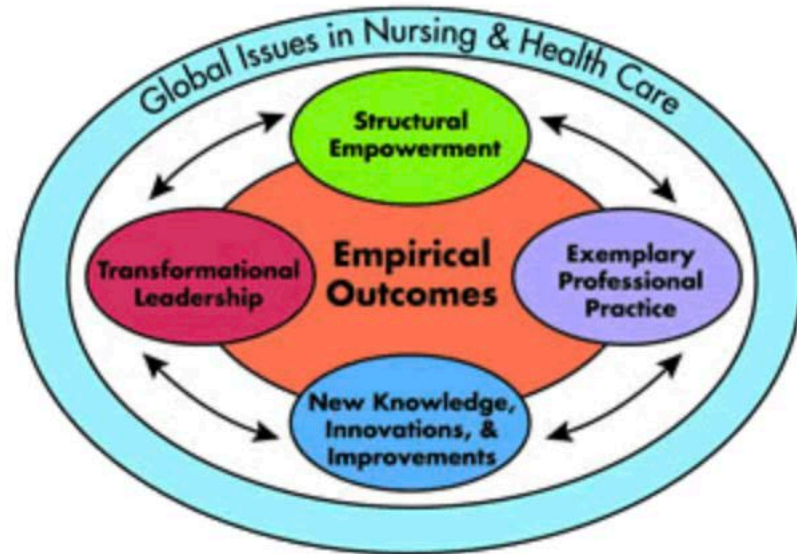 Global Issues in Nursing & Health Care
Structural
Empowerment
Transformational
Leadership
Empirical
Outcomes
Exemplary
Professional
Practice
New Knowledge,
Innovations, &
Improvements